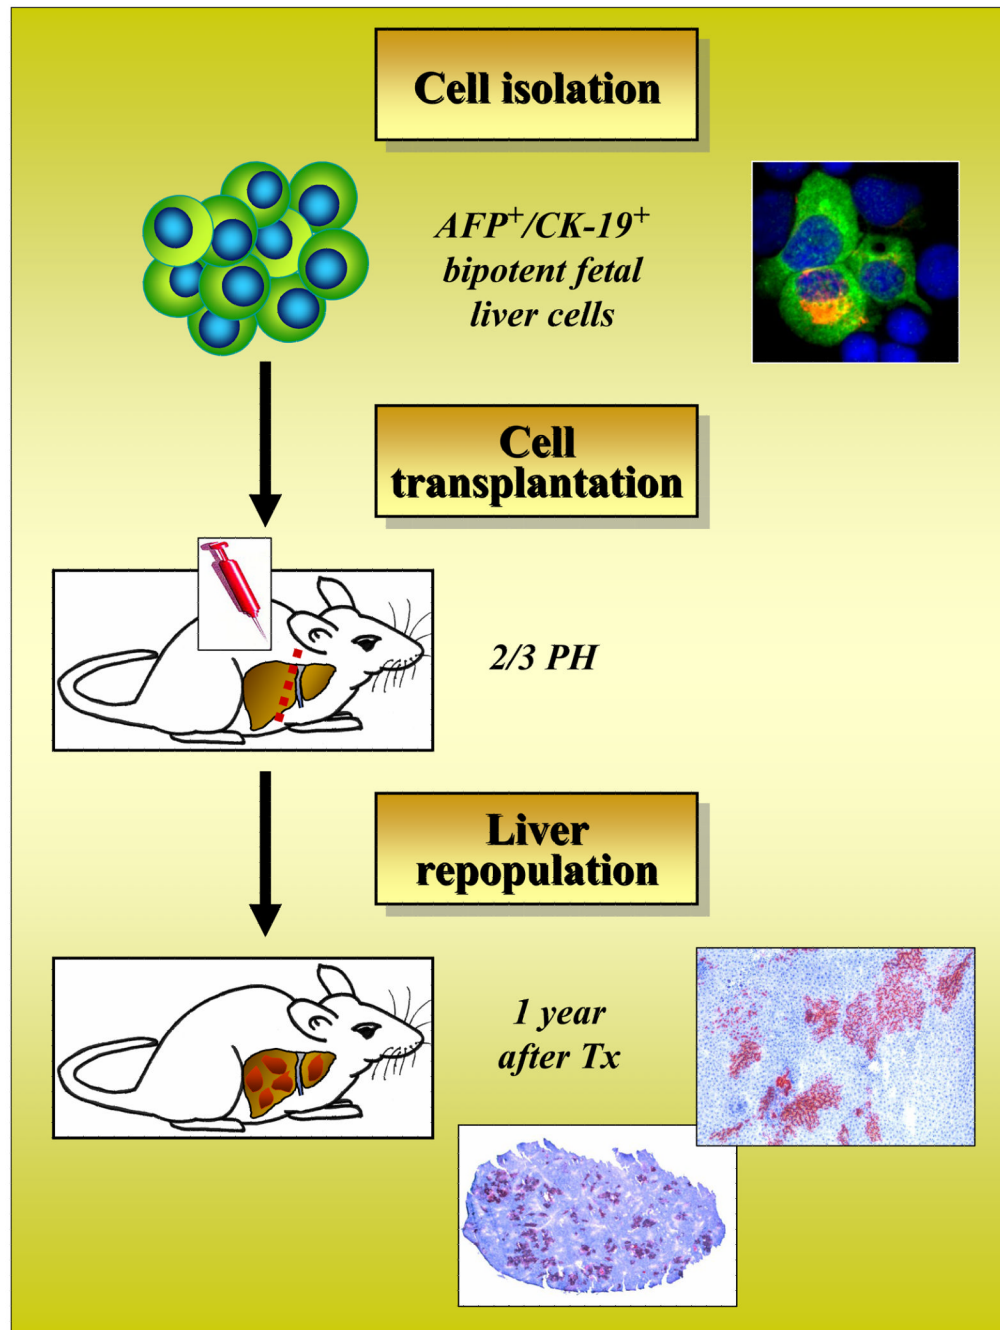 Cell isolation
AFP⁺/CK-19⁺
bipotent fetal
liver cells
Cell
transplantation
2/3 PH
Liver
repopulation
1 year
after Tx